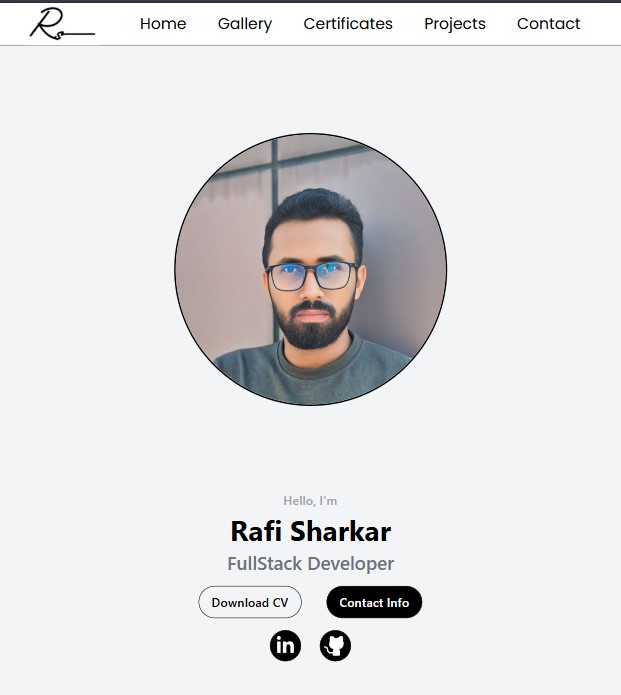 Rs
Home Gallery Certificates Projects Contact
Hello, I'm
Rafi Sharkar
FullStack Developer
Download CV Contact Info
in